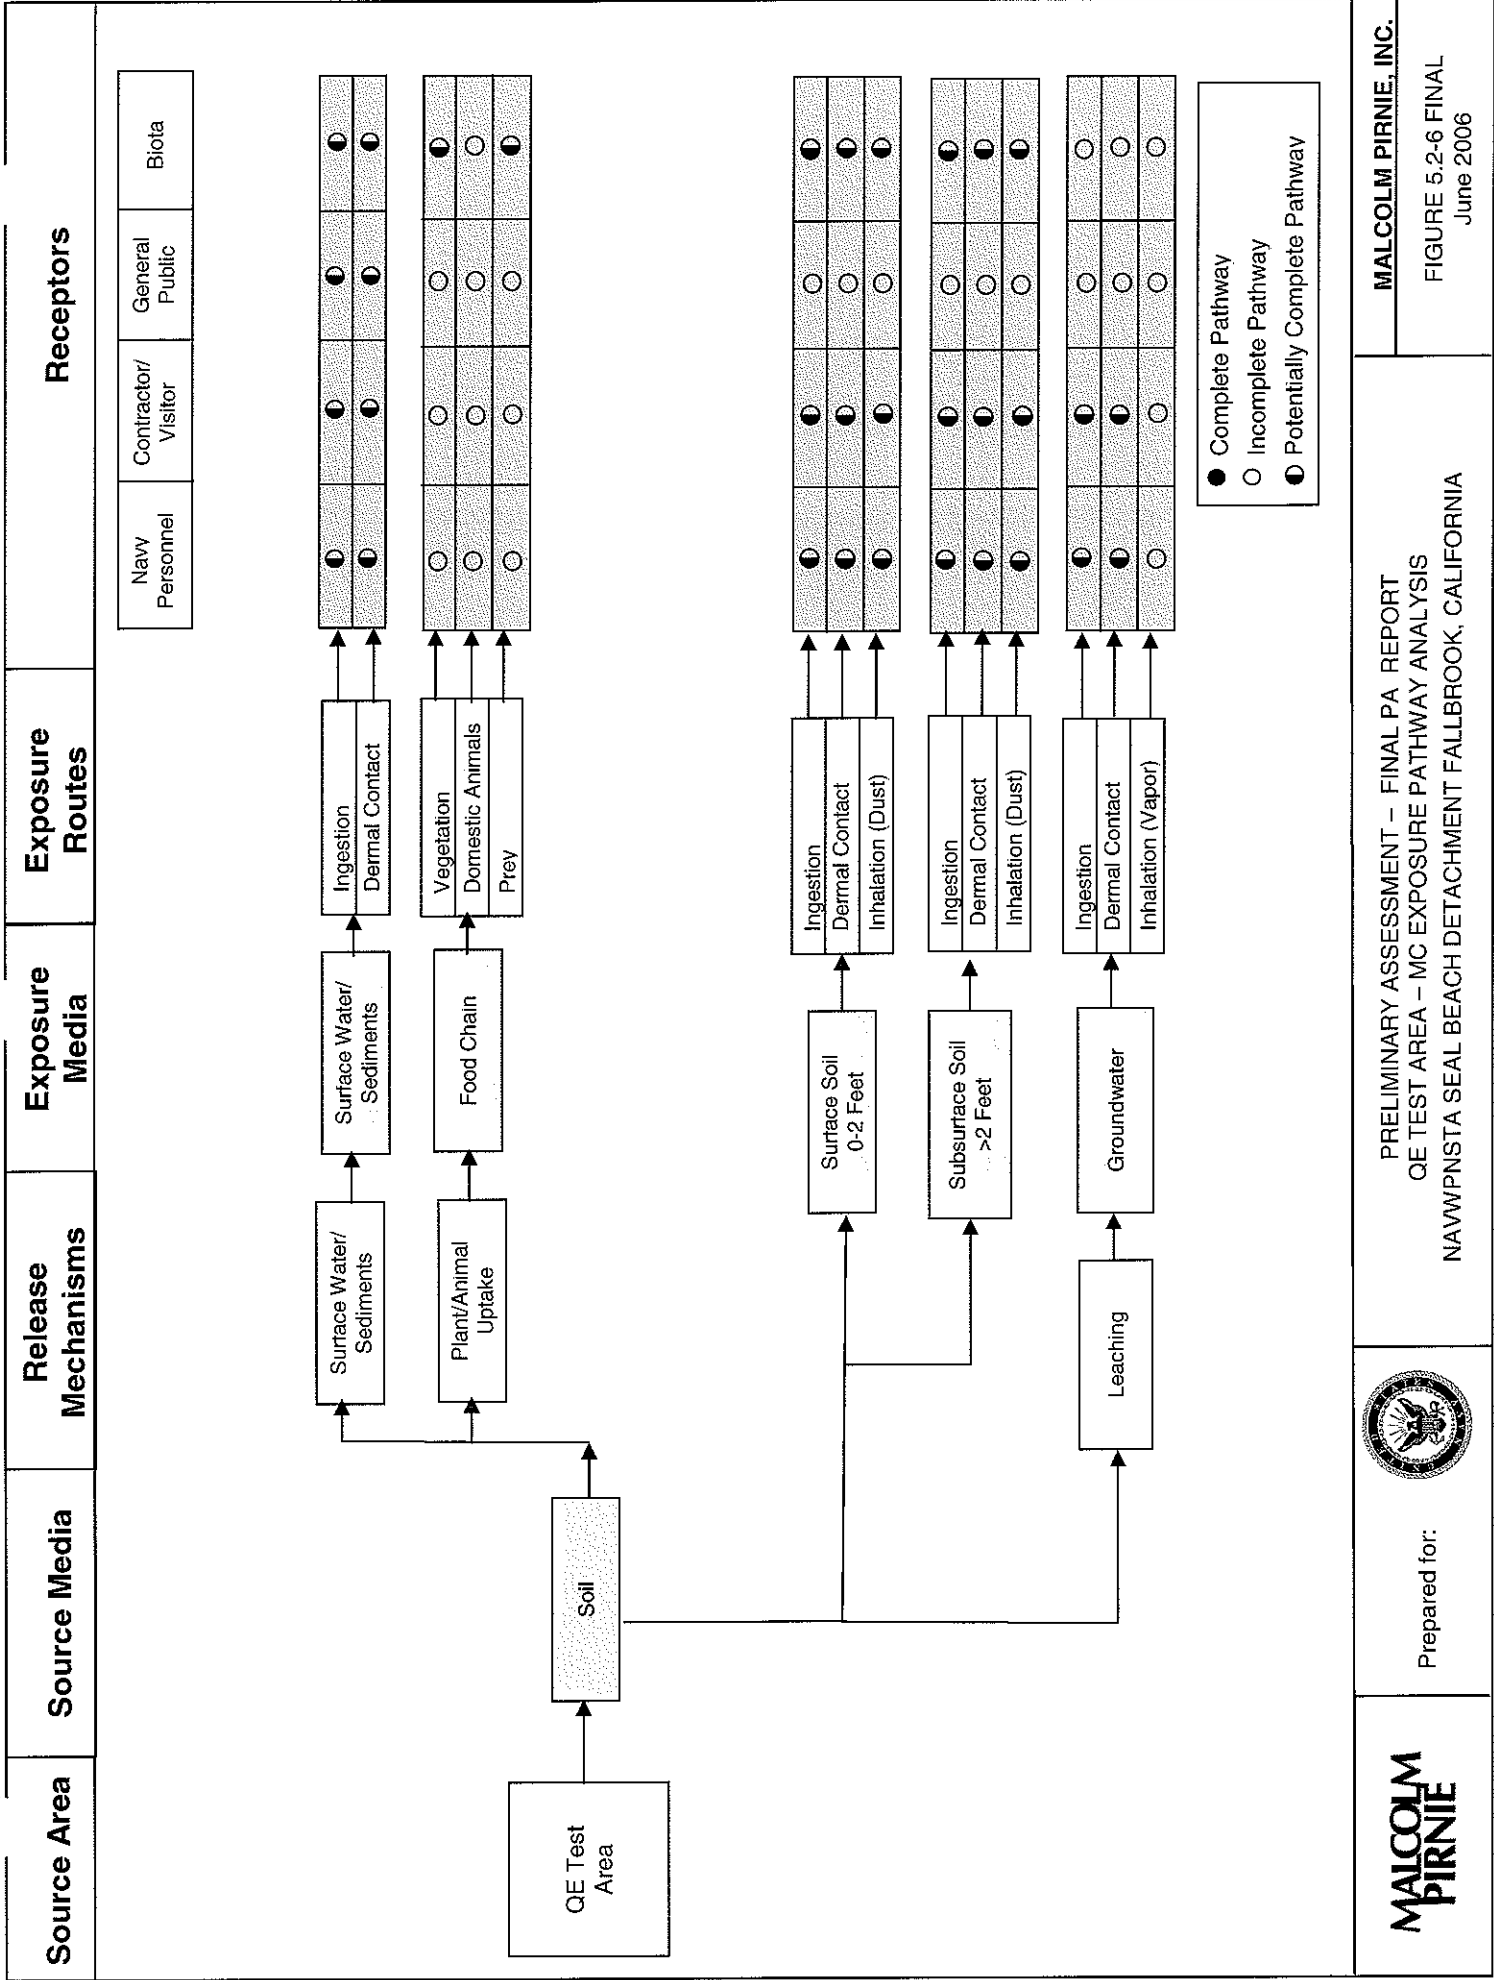 Source Area
Source Media
Release
Mechanisms
Exposure
Media
Exposure
Routes
Receptors
Navy
Personnel
Contractor/
Visitor
General
Public
Biota
QE Test
Area
Soil
Surface Water/
Sediments
Surface Water/
Sediments
Ingestion
Dermal Contact
Plant/Animal
Uptake
Food Chain
Vegetation
Domestic Animals
Prey
Surface Soil
0-2 Feet
Ingestion
Dermal Contact
Inhalation (Dust)
Subsurface Soil
>2 Feet
Ingestion
Dermal Contact
Inhalation (Dust)
Leaching
Groundwater
Ingestion
Dermal Contact
Inhalation (Vapor)
Complete Pathway
Incomplete Pathway
Potentially Complete Pathway
MALCOLM
PIRNIE
Prepared for:
PRELIMINARY ASSESSMENT – FINAL PA REPORT
QE TEST AREA – MC EXPOSURE PATHWAY ANALYSIS
NAVWPNSTA SEAL BEACH DETACHMENT FALLBROOK, CALIFORNIA
MALCOLM PIRNIE, INC.
FIGURE 5.2-6 FINAL
June 2006